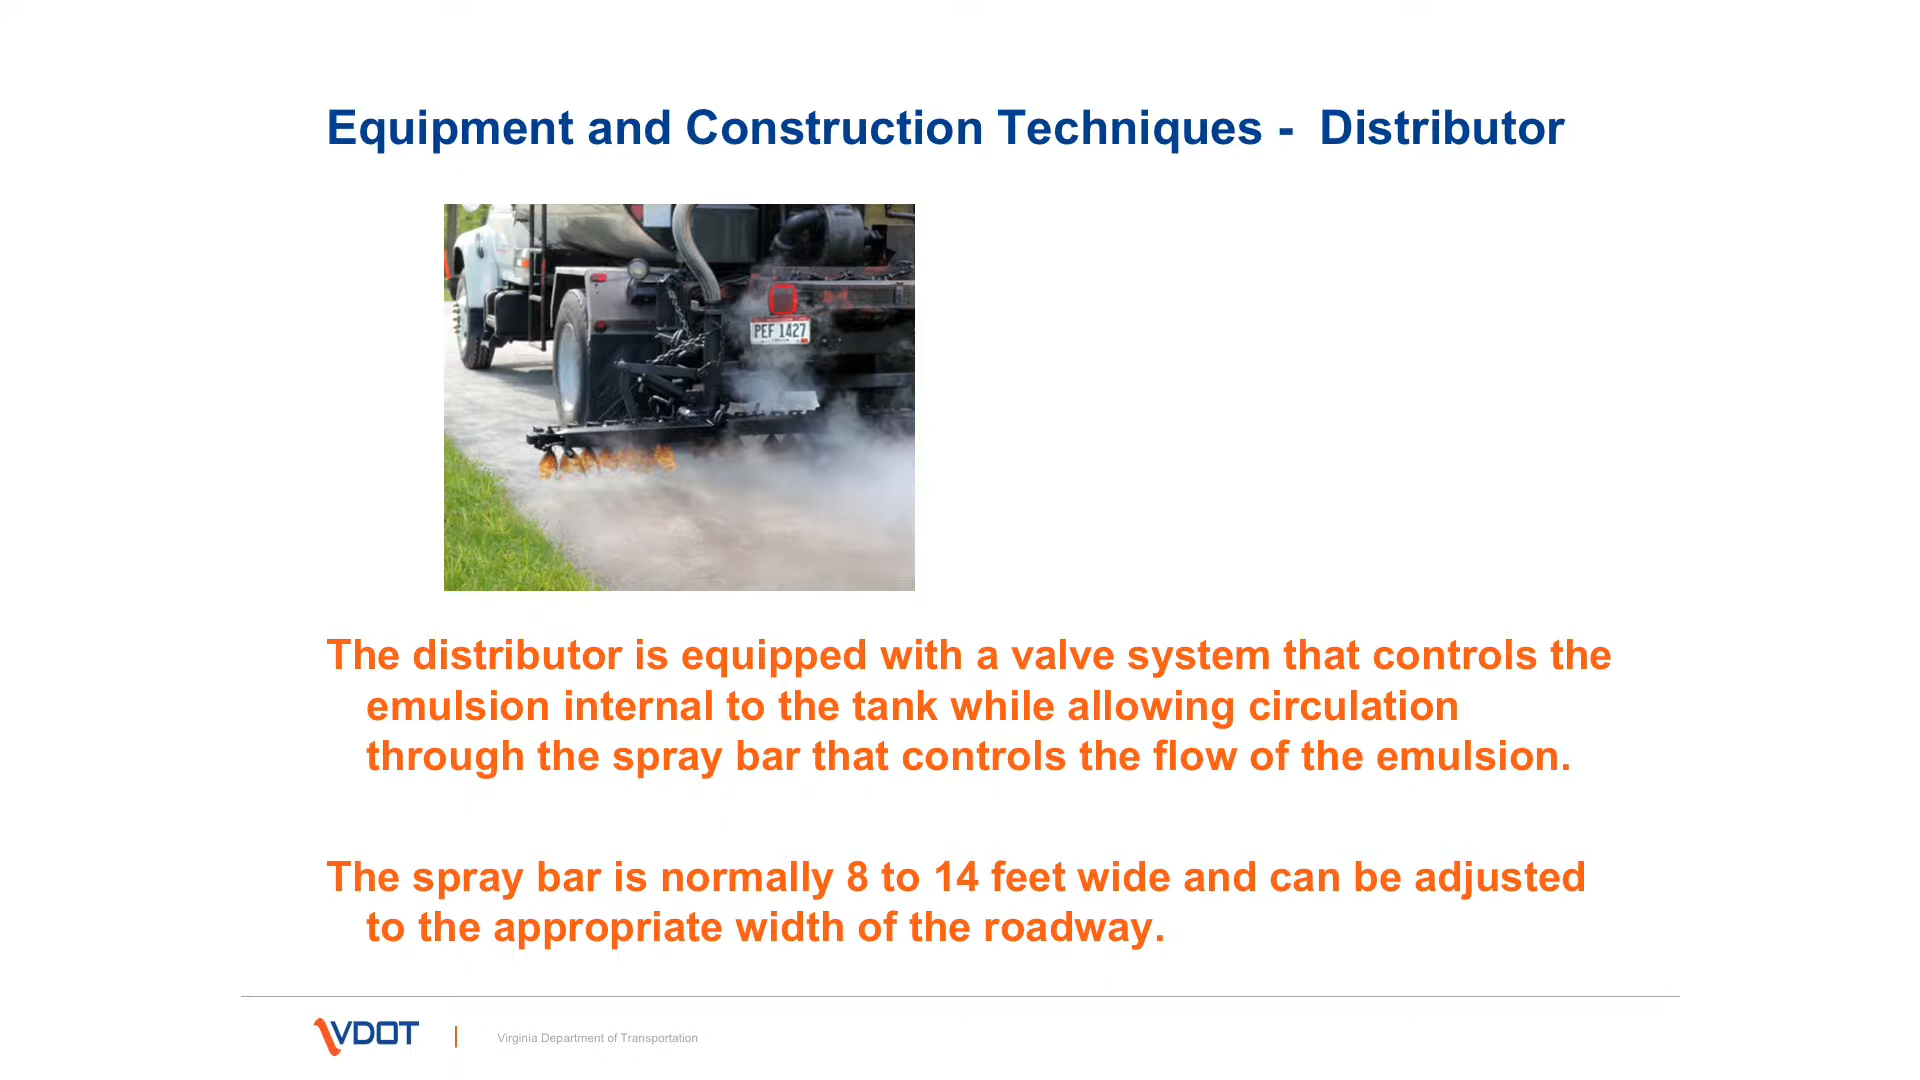 Equipment and Construction Techniques - Distributor
PEF 1427
The distributor is equipped with a valve system that controls the
emulsion internal to the tank while allowing circulation
through the spray bar that controls the flow of the emulsion.
The spray bar is normally 8 to 14 feet wide and can be adjusted
to the appropriate width of the roadway.
VDOT
Virginia Department of Transportation